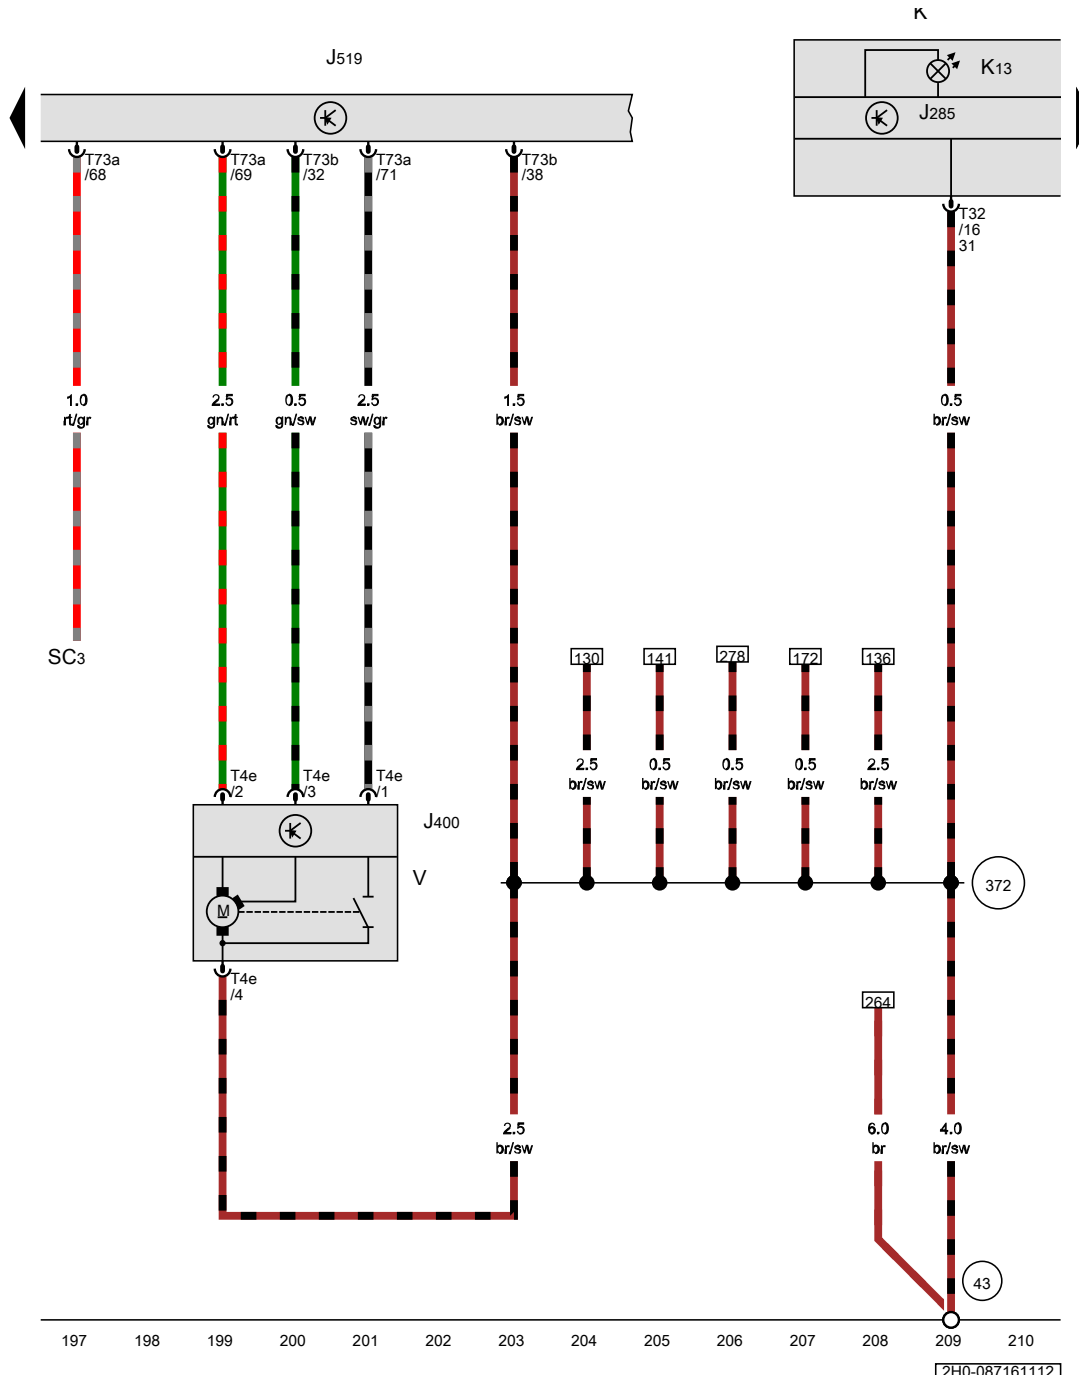 K
J519
K13
J285
T73a
/68
T73a
/69
T73b
/32
T73a
/71
T73b
/38
T32
/16
31
1.0
rt/gr
2.5
gn/rt
0.5
gn/sw
2.5
sw/gr
1.5
br/sw
0.5
br/sw
SC3
130
141
278
172
136
2.5
br/sw
0.5
br/sw
0.5
br/sw
0.5
br/sw
2.5
br/sw
T4e
/2
T4e
/3
T4e
/1
J400
V
M
372
T4e
/4
264
2.5
br/sw
6.0
br
4.0
br/sw
43
197 198 199 200 201 202 203 204 205 206 207 208 209 210
2H0-087161112